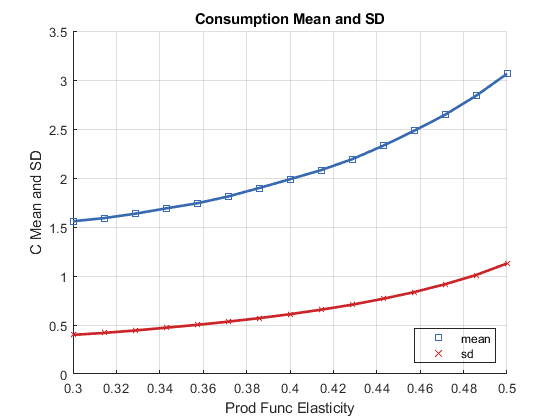 Consumption Mean and SD
3.5
3
2.5
2
1.5
1
0.5
0
C Mean and SD
0.3 0.32 0.34 0.36 0.38 0.4 0.42 0.44 0.46 0.48 0.5
Prod Func Elasticity
mean
sd